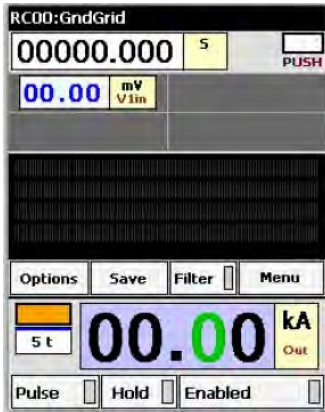 RC00:GndGrid
00000.000 S
PUSH
00.00 mV V1in
Options Save Filter Menu
5 t 00.00 kA Out
Pulse Hold Enabled